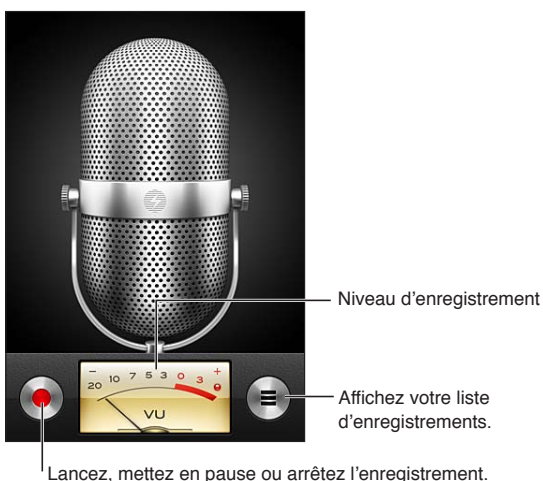 Niveau d'enregistrement
− 20 10 7 5 3 0 3 +
VU
Affichez votre liste
d'enregistrements.
Lancez, mettez en pause ou arrêtez l'enregistrement.